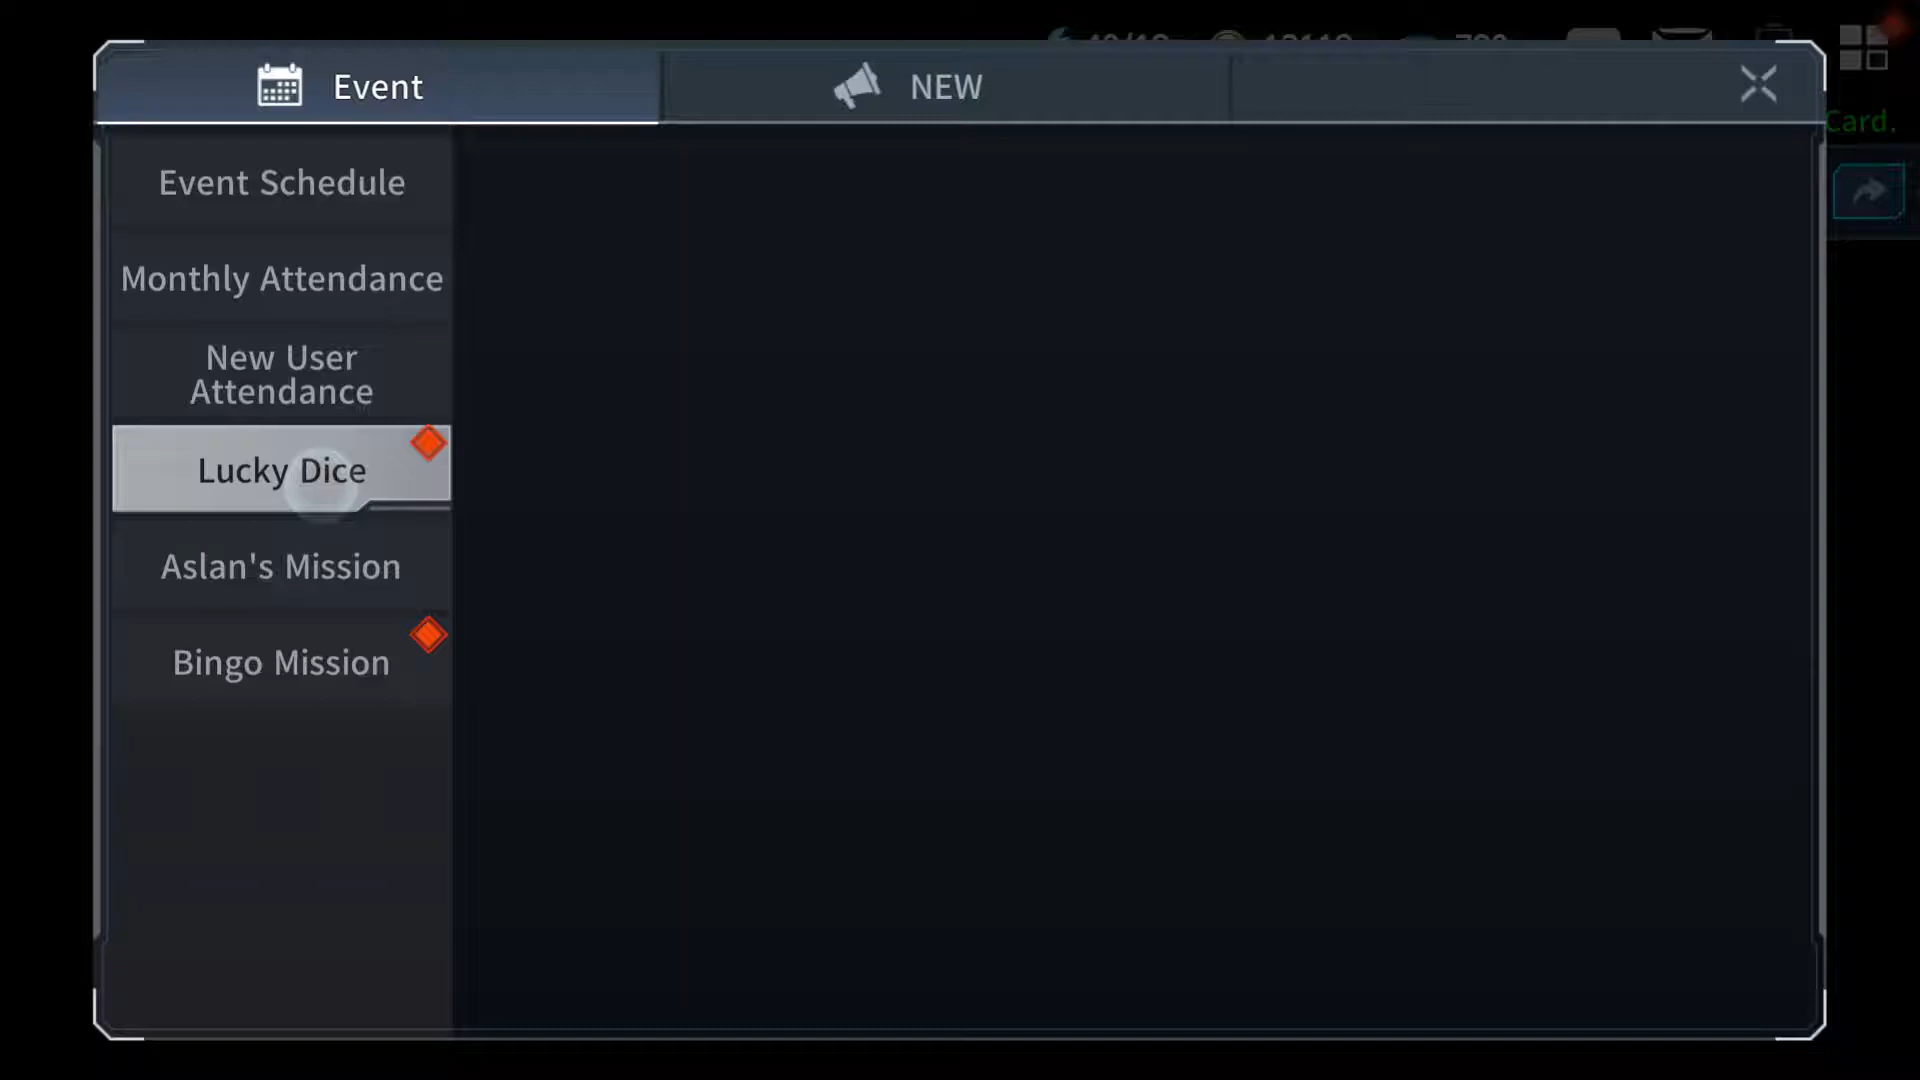 Event
NEW
Card.
Event Schedule
Monthly Attendance
New User
Attendance
Lucky Dice
Aslan's Mission
Bingo Mission